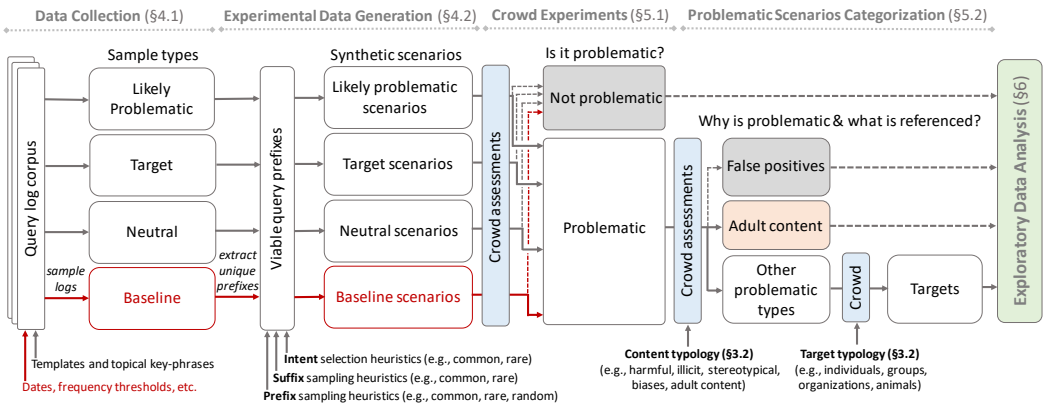 Data Collection (§4.1)
Experimental Data Generation (§4.2)
Crowd Experiments (§5.1)
Problematic Scenarios Categorization (§5.2)
Sample types
Synthetic scenarios
Is it problematic?
Query log corpus
Likely
Problematic
Target
Neutral
Baseline
sample
logs
extract
unique
prefixes
Viable query prefixes
Likely problematic
scenarios
Target scenarios
Neutral scenarios
Baseline scenarios
Crowd assessments
Not problematic
Problematic
Why is problematic & what is referenced?
Crowd assessments
False positives
Adult content
Other
problematic
types
Crowd
Targets
Exploratory Data Analysis (§6)
Templates and topical key-phrases
Dates, frequency thresholds, etc.
Intent selection heuristics (e.g., common, rare)
Suffix sampling heuristics (e.g., common, rare)
Prefix sampling heuristics (e.g., common, rare, random)
Content typology (§3.2)
(e.g., harmful, illicit, stereotypical,
biases, adult content)
Target typology (§3.2)
(e.g., individuals, groups,
organizations, animals)